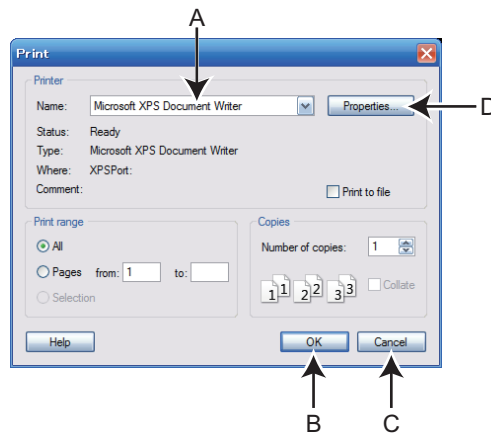 A
Print
Printer
Name: Microsoft XPS Document Writer Properties... D
Status: Ready
Type: Microsoft XPS Document Writer
Where: XPSPort:
Comment: Print to file
Print range Copies
All Number of copies: 1
Pages from: 1 to:
Selection 1 1 2 2 3 3 Collate
Help OK Cancel
B C